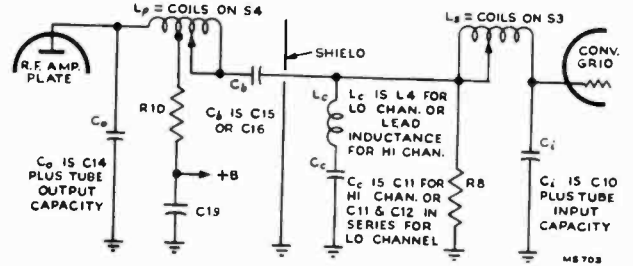 Lp = COILS ON S4
Ls = COILS ON S3
R.F. AMP.
PLATE
SHIELD
CONV.
GRID
Cb
R10
Cb IS C15
OR C16
Lc
Lc IS L4 FOR
LO CHAN. OR
LEAD
INDUCTANCE
FOR HI CHAN.
Co
Co IS C14
PLUS TUBE
OUTPUT
CAPACITY
+B
C19
Cc
Cc IS C11 FOR
HI CHAN. OR
C11 & C12 IN
SERIES FOR
LO CHANNEL
R8
Ci
Ci IS C10
PLUS TUBE
INPUT
CAPACITY
MS703